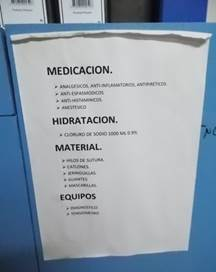 MEDICACION.
➢ ANALGESICOS, ANTI-INFLAMATORIOS, ANTIPIRETICOS.
➢ ANTI-ESPASMODICOS
➢ ANTI-HISTAMINICOS
➢ ANESTESICO
HIDRATACION.
➢ CLORURO DE SODIO 1000 ML 0.9%
MATERIAL.
➢ HILOS DE SUTURA.
➢ CATLONES
➢ JERINGUILLAS
➢ GUANTES
➢ MASCARILLAS.
EQUIPOS
➢ DIAGNOSTICO
➢ TENSIOMETRO